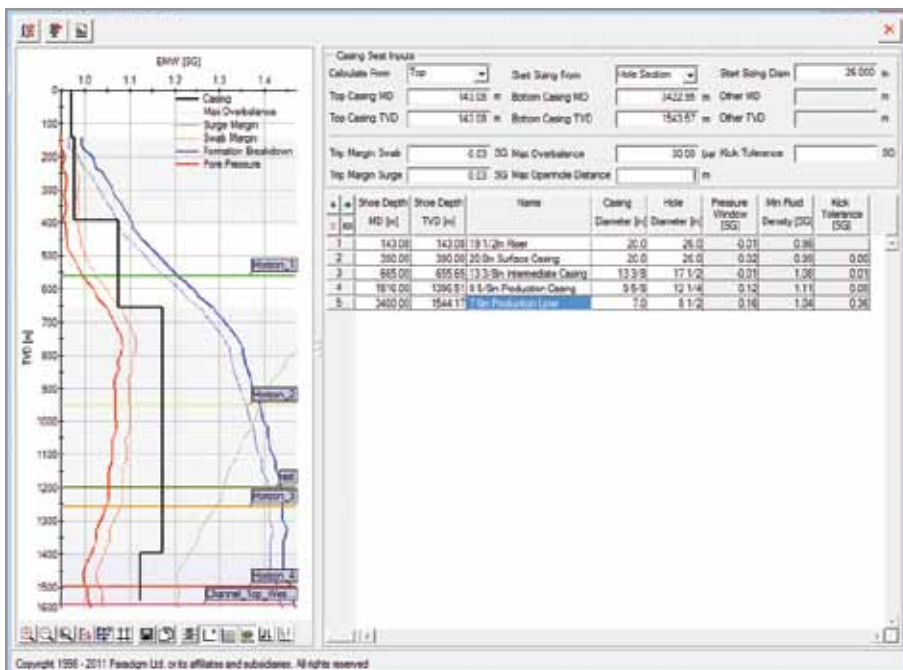 EMW [SG]
1.0 1.1 1.2 1.3 1.4
Casing
Max Overbalance
Surge Margin
Swab Margin
Formation Breakdown
Pore Pressure
0
100
200
300
400
500
600
700
800
900
1000
1100
1200
1300
1400
1500
1600
TVD [m]
Horizon_1
Horizon_2
Horizon_3
Horizon_4
Channel_Top_Wes...
Casing Seat Inputs
Calculate From Top Start Sizing From Hole Section Start Sizing Diam 26.000 in
Top Casing MD 143.08 m Bottom Casing MD 3422.95 m Other MD m
Top Casing TVD 143.08 m Bottom Casing TVD 1543.57 m Other TVD m
Trip Margin Swab 0.03 SG Max Overbalance 30.00 bar Kick Tolerance SG
Trip Margin Surge 0.03 SG Max Openhole Distance m
Shoe Depth MD [m] Shoe Depth TVD [m] Name Casing Diameter [in] Hole Diameter [in] Pressure Window [SG] Min Fluid Density [SG] Kick Tolerance [SG]
1 143.08 143.08 19 1/2in Riser 20.0 26.0 -0.01 0.96
2 390.00 390.00 20.0in Surface Casing 20.0 26.0 0.02 0.95 0.00
3 665.00 655.65 13 3/8in Intermediate Casing 13 3/8 17 1/2 -0.01 1.08 0.01
4 1816.00 1396.51 9 5/8in Production Casing 9 5/8 12 1/4 0.12 1.11 0.08
5 3400.00 1544.17 7.0in Production Liner 7.0 8 1/2 0.16 1.04 0.36
Copyright 1998 - 2011 Paradigm Ltd. or its affiliates and subsidiaries. All rights reserved